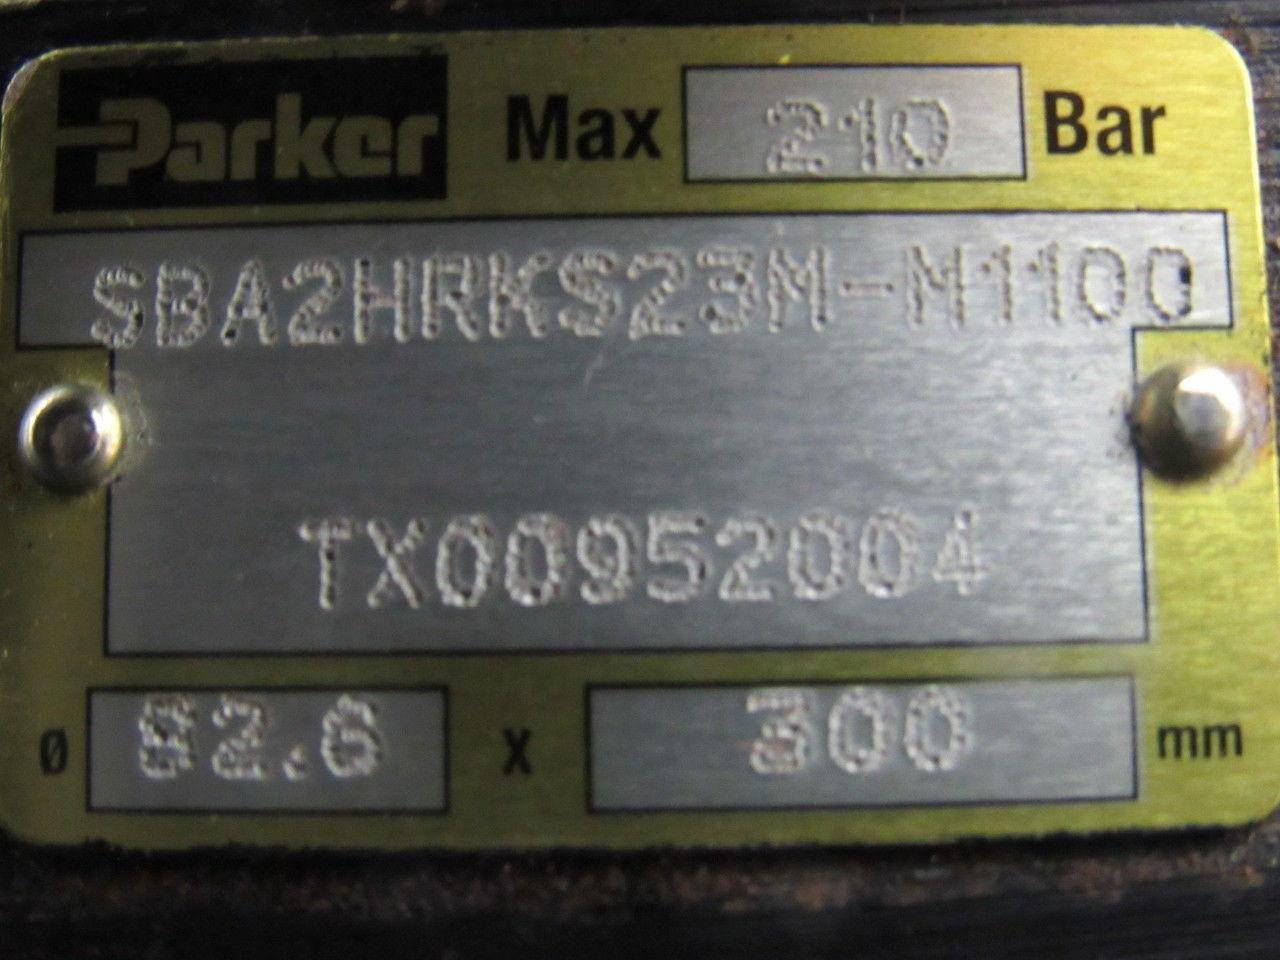 Parker Max 210 Bar
SBA2HRKS23M-M1100
TX00952004
Ø 82.6 x 300 mm